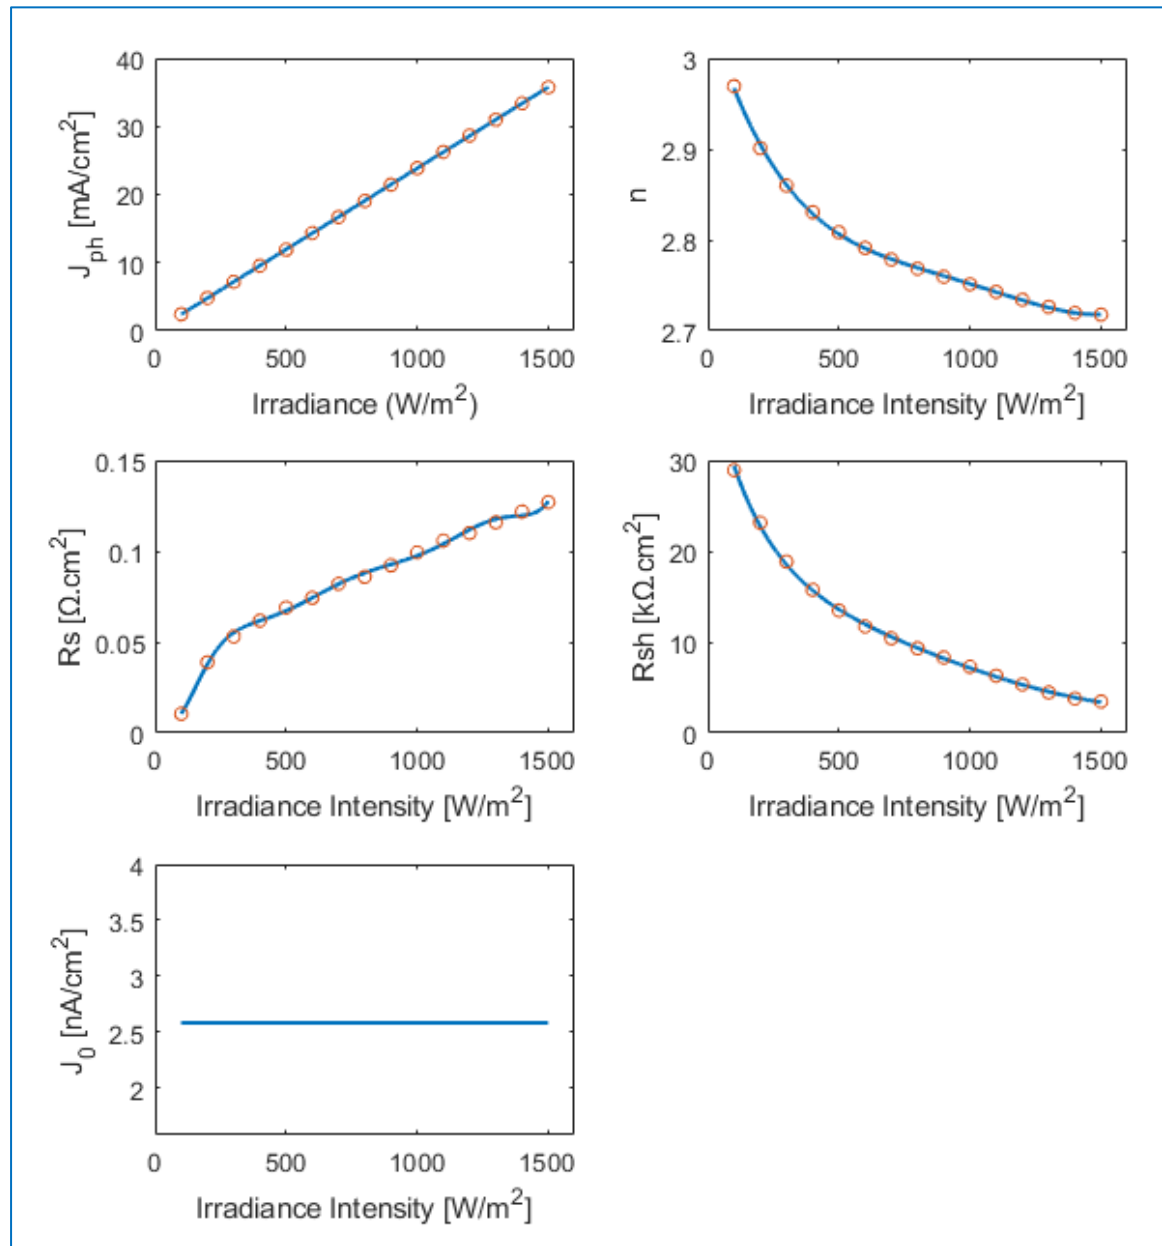 40
30
20
10
0
J_ph [mA/cm^2]
0 500 1000 1500
Irradiance (W/m^2)
3
2.9
2.8
2.7
n
0 500 1000 1500
Irradiance Intensity [W/m^2]
0.15
0.1
0.05
0
Rs [Ω.cm^2]
0 500 1000 1500
Irradiance Intensity [W/m^2]
30
20
10
0
Rsh [kΩ.cm^2]
0 500 1000 1500
Irradiance Intensity [W/m^2]
4
3.5
3
2.5
2
J_0 [nA/cm^2]
0 500 1000 1500
Irradiance Intensity [W/m^2]